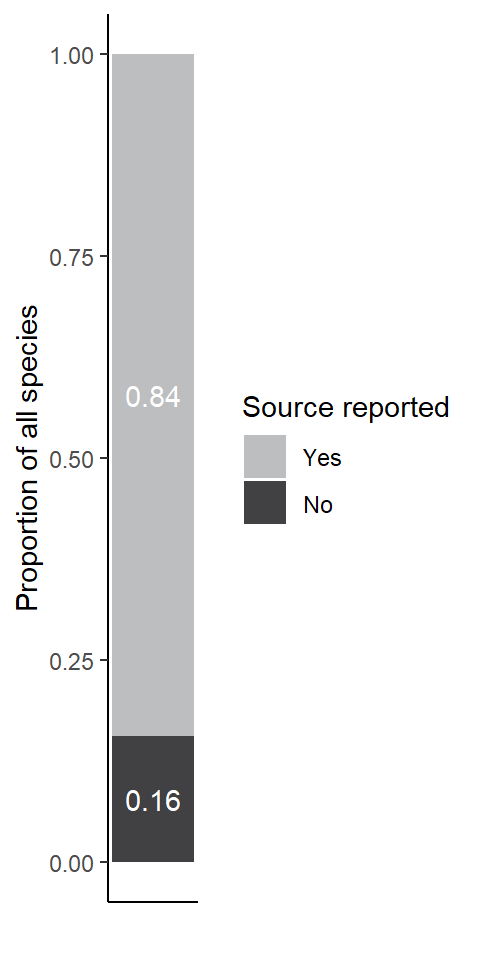 Proportion of all species
1.00
0.75
0.50
0.25
0.00
0.84
0.16
Source reported
Yes
No